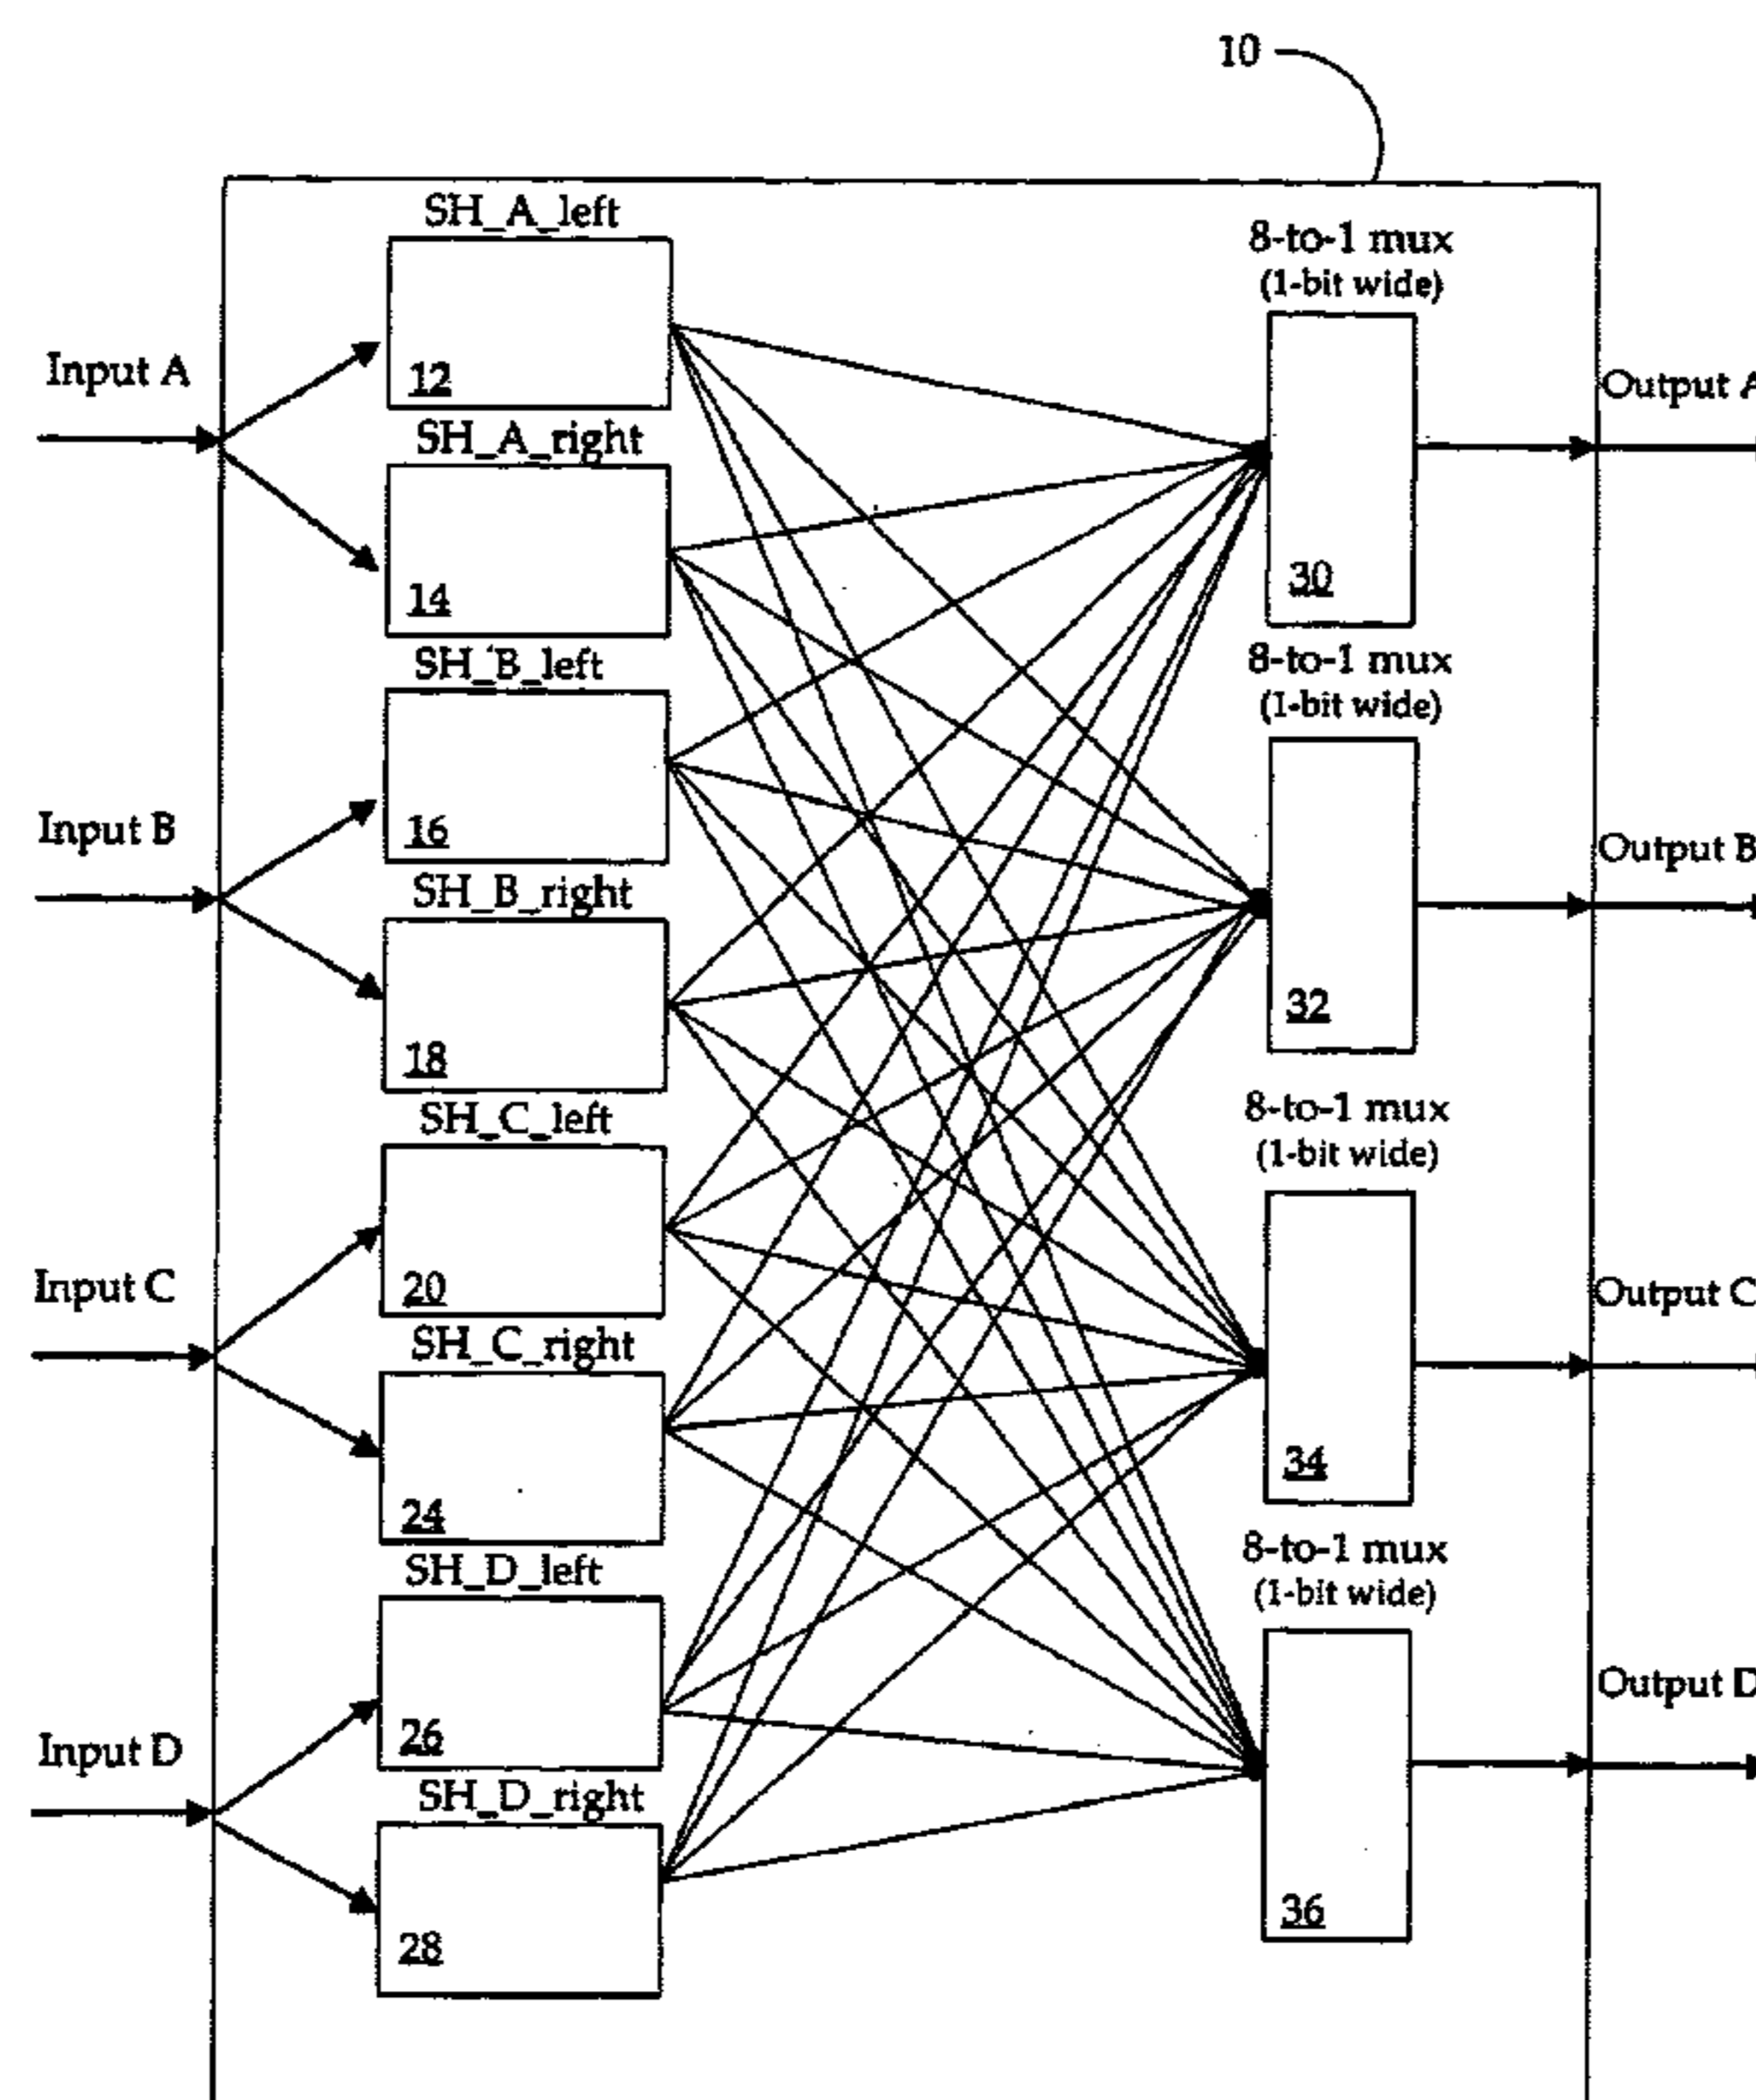 10
SH_A_left
8-to-1 mux
(1-bit wide)
Input A
12
Output A
SH_A_right
14
30
SH_B_left
8-to-1 mux
(1-bit wide)
Input B
16
Output B
SH_B_right
18
32
SH_C_left
8-to-1 mux
(1-bit wide)
Input C
20
Output C
SH_C_right
24
34
SH_D_left
8-to-1 mux
(1-bit wide)
Input D
26
Output D
SH_D_right
28
36